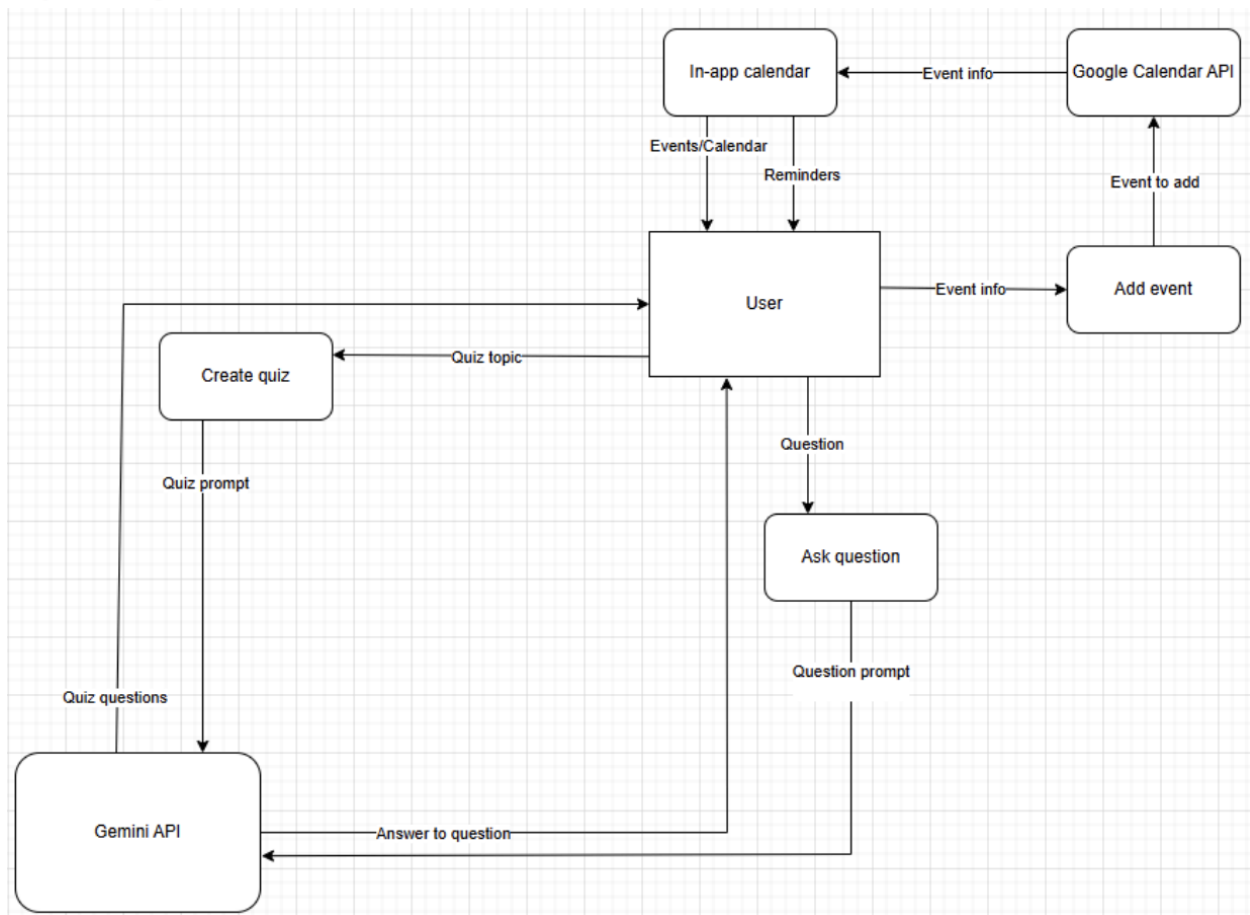 In-app calendar
Event info
Google Calendar API
Events/Calendar
Reminders
Event to add
User
Event info
Add event
Quiz topic
Create quiz
Question
Quiz prompt
Ask question
Question prompt
Quiz questions
Gemini API
Answer to question